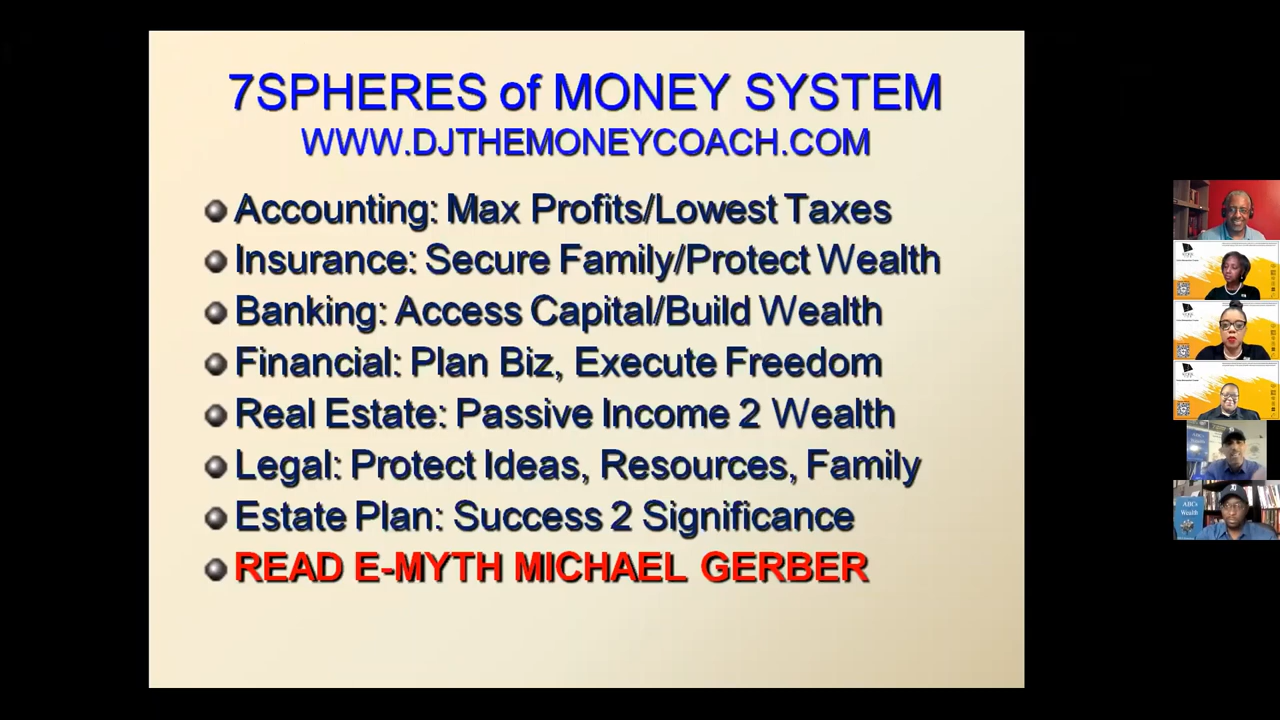 7SPHERES of MONEY SYSTEM
WWW.DJTHEMONEYCOACH.COM
Accounting: Max Profits/Lowest Taxes
Insurance: Secure Family/Protect Wealth
Banking: Access Capital/Build Wealth
Financial: Plan Biz, Execute Freedom
Real Estate: Passive Income 2 Wealth
Legal: Protect Ideas, Resources, Family
Estate Plan: Success 2 Significance
READ E-MYTH MICHAEL GERBER
ABCs
Wealth